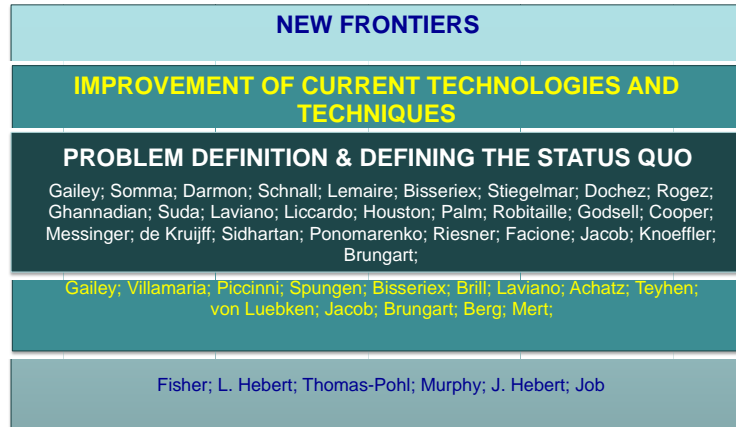 NEW FRONTIERS
IMPROVEMENT OF CURRENT TECHNOLOGIES AND
TECHNIQUES
PROBLEM DEFINITION & DEFINING THE STATUS QUO
Gailey; Somma; Darmon; Schnall; Lemaire; Bisseriex; Stiegelmar; Dochez; Rogez;
Ghannadian; Suda; Laviano; Liccardo; Houston; Palm; Robitaille; Godsell; Cooper;
Messinger; de Kruijff; Sidhartan; Ponomarenko; Riesner; Facione; Jacob; Knoeffler;
Brungart;
Gailey; Villamaria; Piccinni; Spungen; Bisseriex; Brill; Laviano; Achatz; Teyhen;
von Luebken; Jacob; Brungart; Berg; Mert;
Fisher; L. Hebert; Thomas-Pohl; Murphy; J. Hebert; Job